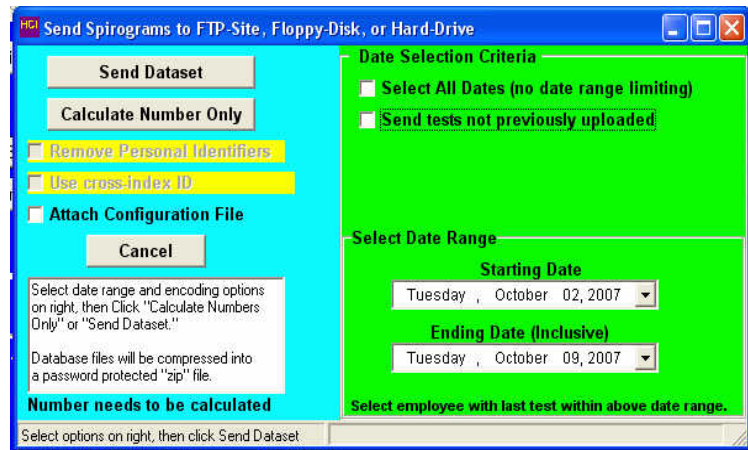 HCI Send Spirograms to FTP-Site, Floppy-Disk, or Hard-Drive
Send Dataset
Calculate Number Only
Remove Personal Identifiers
Use cross-index ID
Attach Configuration File
Cancel
Select date range and encoding options
on right, then Click "Calculate Numbers
Only" or "Send Dataset."
Database files will be compressed into
a password protected "zip" file.
Number needs to be calculated
Date Selection Criteria
Select All Dates (no date range limiting)
Send tests not previously uploaded
Select Date Range
Starting Date
Tuesday , October 02, 2007
Ending Date (Inclusive)
Tuesday , October 09, 2007
Select employee with last test within above date range.
Select options on right, then click Send Dataset